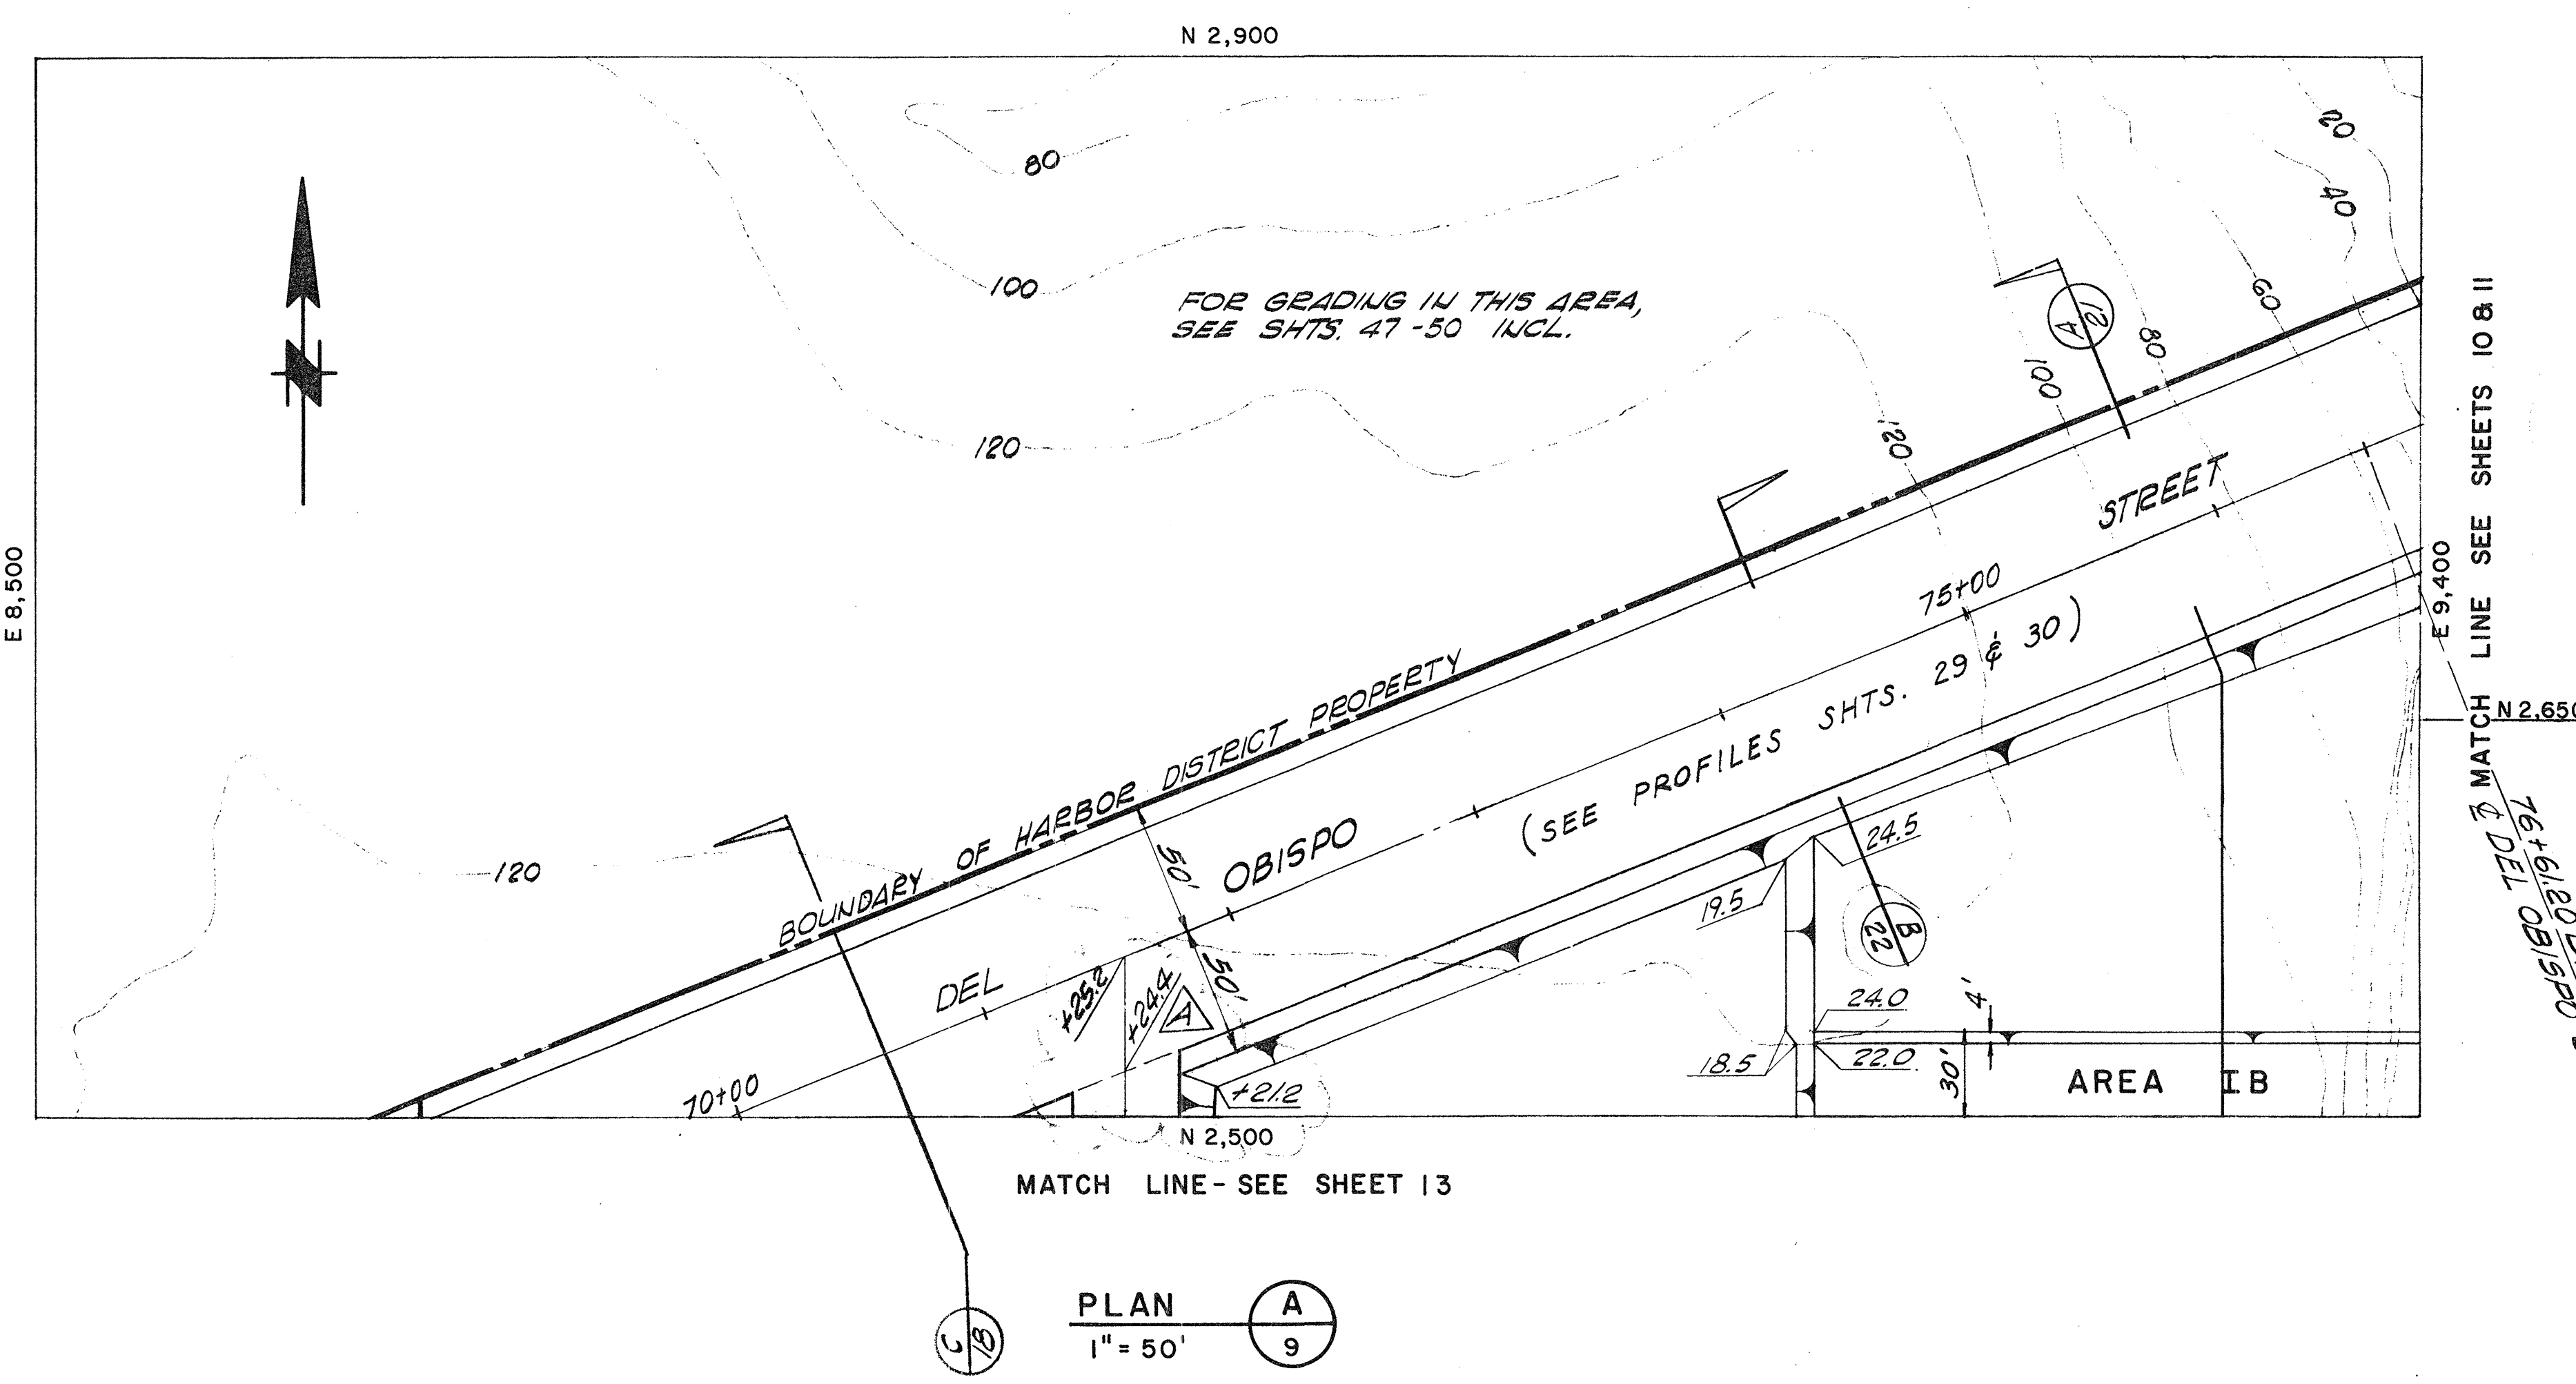 N 2,900
20
80
40
100
FOR GRADING IN THIS AREA,
SEE SHTS. 47-50 INCL.
A
21
60
80
100
120
120
STREET
E 8,500
E 9,400
MATCH LINE SEE SHEETS 10 & 11
75+00
(SEE PROFILES SHTS. 29 & 30)
N 2,650
BOUNDARY OF HARBOR DISTRICT PROPERTY
50'
OBISPO
24.5
19.5
B
22
120
DEL
50'
+25.2
+24.4
A
24.0
4'
18.5
22.0
30'
AREA IB
70+00
+21.2
76+61.20
℄ DEL OBISPO
N 2,500
MATCH LINE - SEE SHEET 13
C
18
PLAN
1" = 50'
A
9